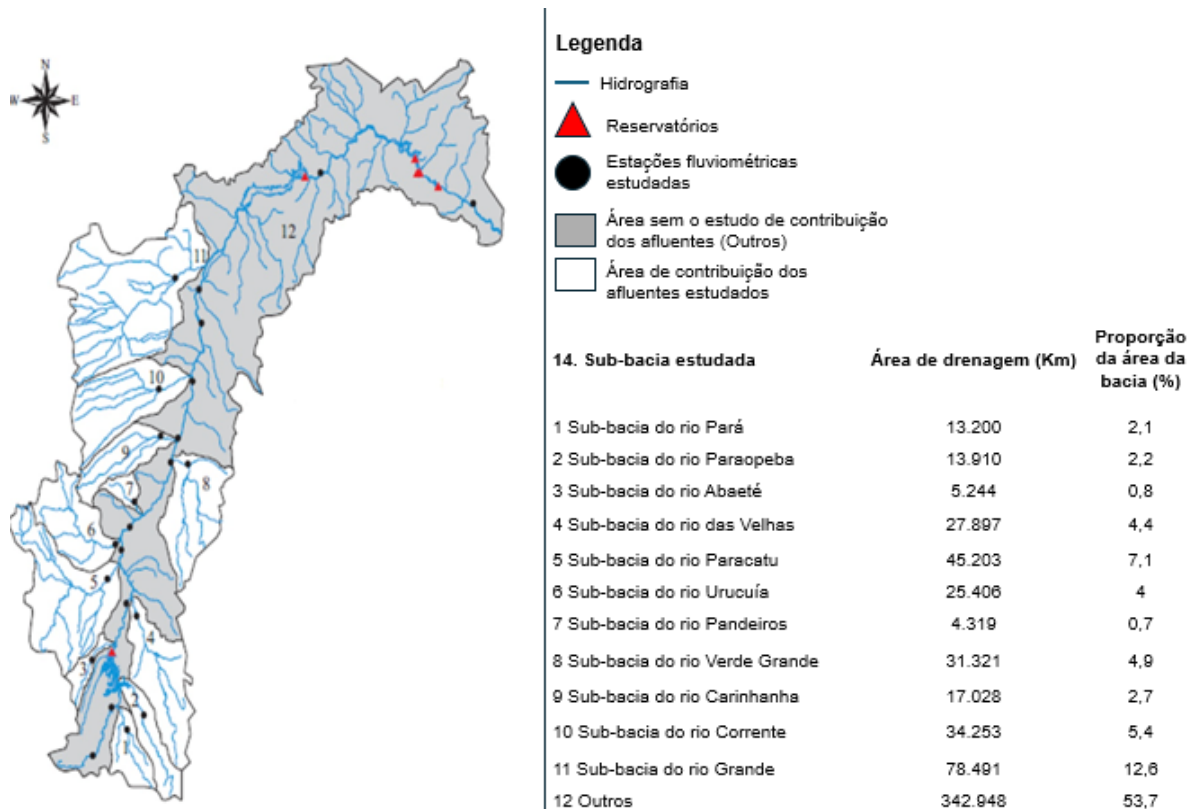 N
W E
S
12
11
10
9
8
7
6
5
4
3
2
1
Legenda
Hidrografia
Reservatórios
Estações fluviométricas
estudadas
Área sem o estudo de contribuição
dos afluentes (Outros)
Área de contribuição dos
afluentes estudados
14. Sub-bacia estudada Área de drenagem (Km) Proporção
da área da
bacia (%)
1 Sub-bacia do rio Pará 13.200 2,1
2 Sub-bacia do rio Paraopeba 13.910 2,2
3 Sub-bacia do rio Abaeté 5.244 0,8
4 Sub-bacia do rio das Velhas 27.897 4,4
5 Sub-bacia do rio Paracatu 45.203 7,1
6 Sub-bacia do rio Urucuía 25.406 4
7 Sub-bacia do rio Pandeiros 4.319 0,7
8 Sub-bacia do rio Verde Grande 31.321 4,9
9 Sub-bacia do rio Carinhanha 17.028 2,7
10 Sub-bacia do rio Corrente 34.253 5,4
11 Sub-bacia do rio Grande 78.491 12,6
12 Outros 342.948 53,7